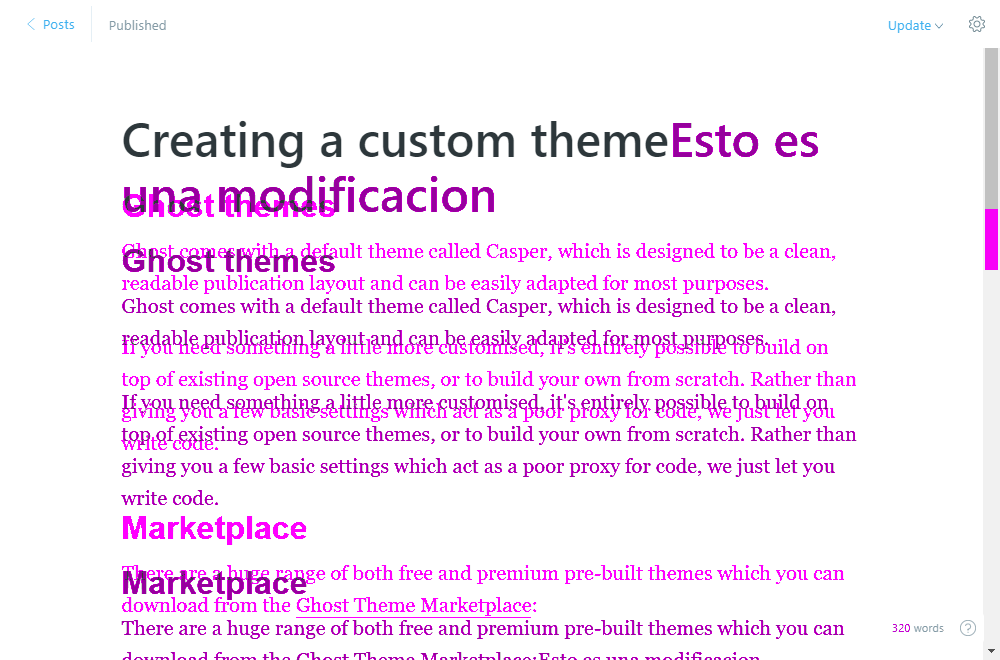 Posts
Published
Update
Creating a custom themeEsto es
una modificacion
Ghost themes
Ghost comes with a default theme called Casper, which is designed to be a clean,
Ghost themes
readable publication layout and can be easily adapted for most purposes.
Ghost comes with a default theme called Casper, which is designed to be a clean,
readable publication layout and can be easily adapted for most purposes.
If you need something a little more customised, it's entirely possible to build on
top of existing open source themes, or to build your own from scratch. Rather than
If you need something a little more customised, it's entirely possible to build on
giving you a few basic settings which act as a poor proxy for code, we just let you
top of existing open source themes, or to build your own from scratch. Rather than
write code.
giving you a few basic settings which act as a poor proxy for code, we just let you
write code.
Marketplace
There are a huge range of both free and premium pre-built themes which you can
Marketplace
download from the Ghost Theme Marketplace:
There are a huge range of both free and premium pre-built themes which you can
320 words
download from the Ghost Theme Marketplace:Esto es una modificacion